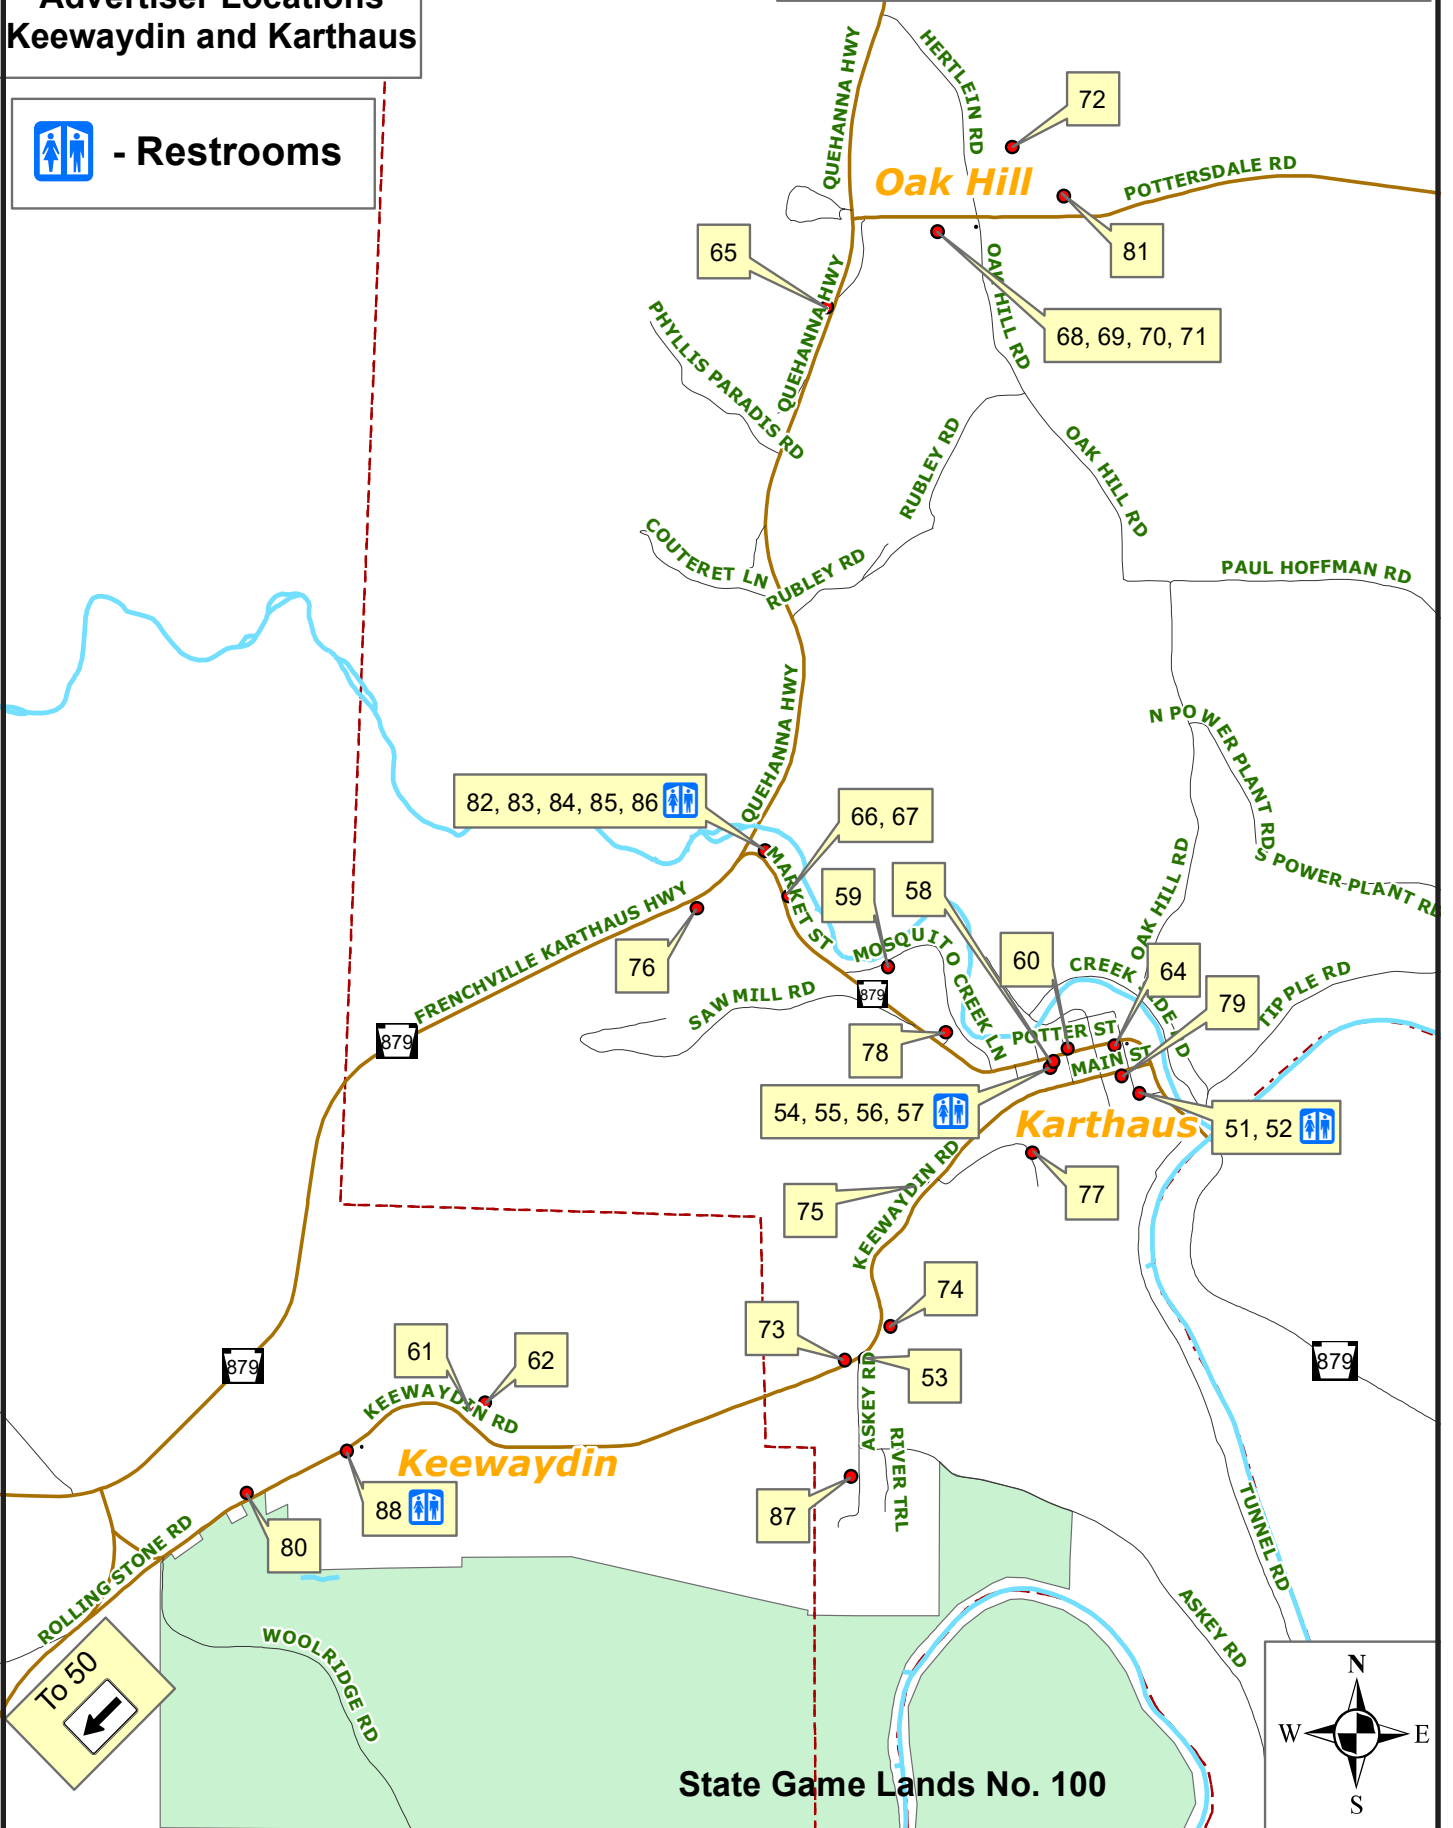 Advertiser Locations
Keewaydin and Karthaus
- Restrooms
QUEHANNA HWY
HERTLEIN RD
72
Oak Hill
POTTERSDALE RD
81
65
QUEHANNA HWY
OAK HILL RD
68, 69, 70, 71
PHYLLIS PARADIS RD
RUBLEY RD
OAK HILL RD
COUTERET LN
RUBLEY RD
PAUL HOFFMAN RD
QUEHANNA HWY
N POWER PLANT RD
82, 83, 84, 85, 86
66, 67
MARKET ST
59
58
OAK HILL RD
S POWER PLANT RD
FRENCHVILLE KARTHAUS HWY
76
MOSQUITO CREEK LN
60
CREEK SIDE RD
64
79
TIPPLE RD
SAW MILL RD
879
879
78
POTTER ST
MAIN ST
54, 55, 56, 57
Karthaus
51, 52
77
75
KEEWAYDIN RD
74
73
53
879
879
61
62
KEEWAYDIN RD
ASKEY RD
RIVER TRL
Keewaydin
88
87
80
ROLLING STONE RD
TUNNEL RD
ASKEY RD
To 50
WOOLRIDGE RD
State Game Lands No. 100
N
W
E
S